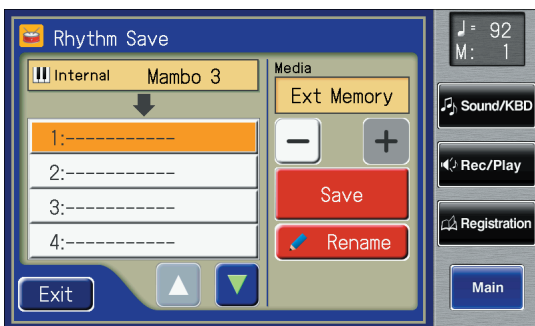 Rhythm Save
Internal Mambo 3
1:-----------
2:-----------
3:-----------
4:-----------
Exit
Media
Ext Memory
Save
Rename
♩= 92
M: 1
Sound/KBD
Rec/Play
Registration
Main